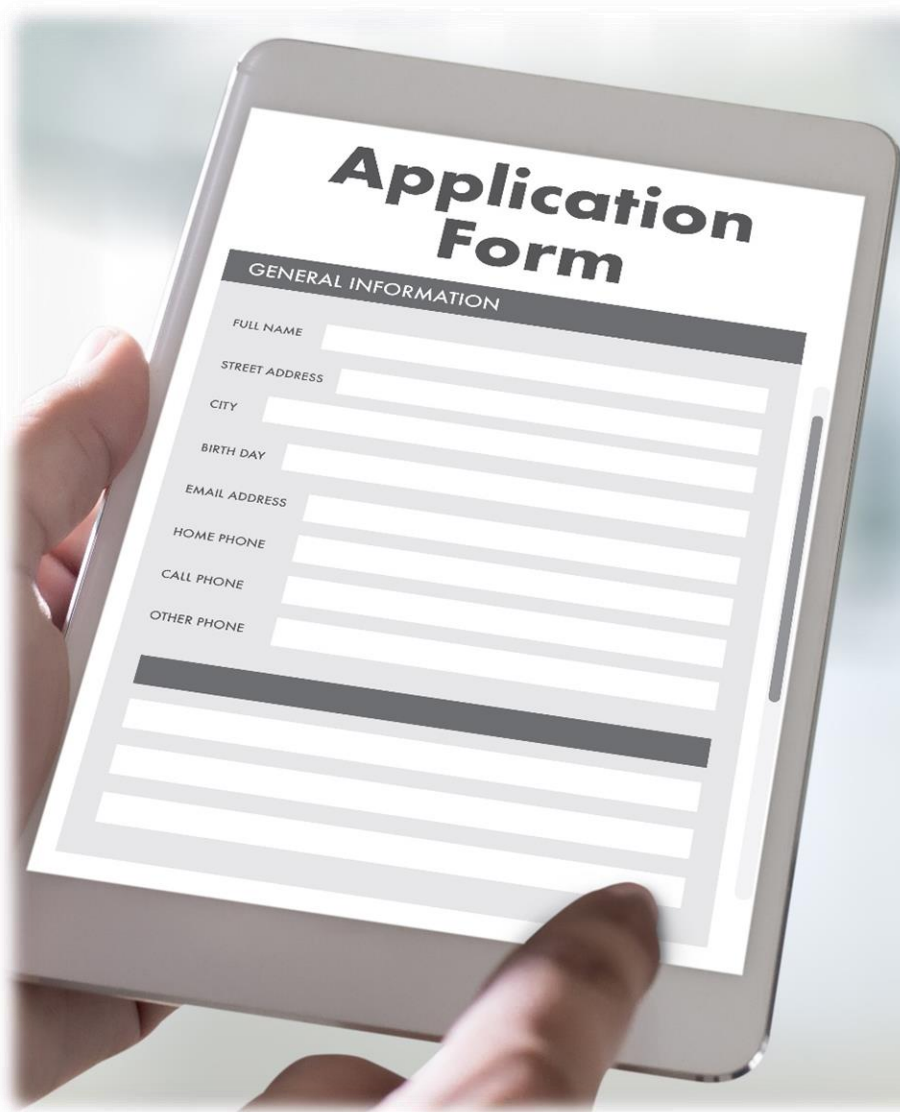 Application
Form
GENERAL INFORMATION
FULL NAME
STREET ADDRESS
CITY
BIRTH DAY
EMAIL ADDRESS
HOME PHONE
CALL PHONE
OTHER PHONE